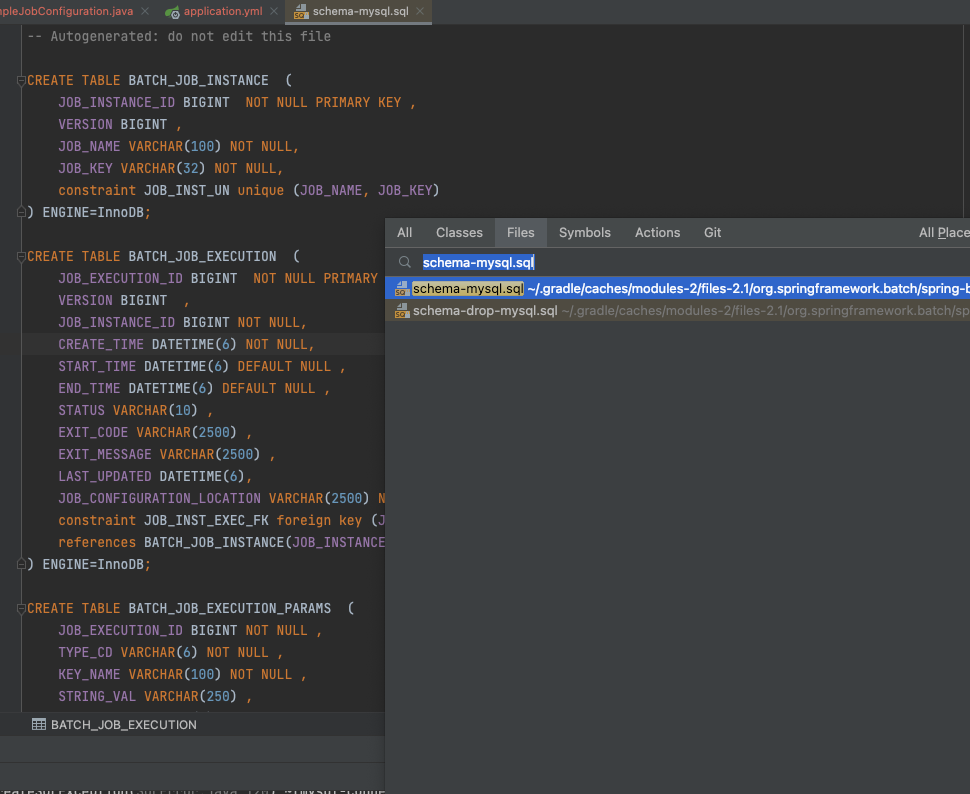 mpleJobConfiguration.java
application.yml
schema-mysql.sql
-- Autogenerated: do not edit this file
CREATE TABLE BATCH_JOB_INSTANCE (
JOB_INSTANCE_ID BIGINT NOT NULL PRIMARY KEY ,
VERSION BIGINT ,
JOB_NAME VARCHAR(100) NOT NULL,
JOB_KEY VARCHAR(32) NOT NULL,
constraint JOB_INST_UN unique (JOB_NAME, JOB_KEY)
) ENGINE=InnoDB;
CREATE TABLE BATCH_JOB_EXECUTION (
JOB_EXECUTION_ID BIGINT NOT NULL PRIMARY
VERSION BIGINT ,
JOB_INSTANCE_ID BIGINT NOT NULL,
CREATE_TIME DATETIME(6) NOT NULL,
START_TIME DATETIME(6) DEFAULT NULL ,
END_TIME DATETIME(6) DEFAULT NULL ,
STATUS VARCHAR(10) ,
EXIT_CODE VARCHAR(2500) ,
EXIT_MESSAGE VARCHAR(2500) ,
LAST_UPDATED DATETIME(6),
JOB_CONFIGURATION_LOCATION VARCHAR(2500) N
constraint JOB_INST_EXEC_FK foreign key (J
references BATCH_JOB_INSTANCE(JOB_INSTANCE
) ENGINE=InnoDB;
CREATE TABLE BATCH_JOB_EXECUTION_PARAMS (
JOB_EXECUTION_ID BIGINT NOT NULL ,
TYPE_CD VARCHAR(6) NOT NULL ,
KEY_NAME VARCHAR(100) NOT NULL ,
STRING_VAL VARCHAR(250) ,
BATCH_JOB_EXECUTION
All Classes Files Symbols Actions Git All Place
schema-mysql.sql
schema-mysql.sql ~/.gradle/caches/modules-2/files-2.1/org.springframework.batch/spring-b
schema-drop-mysql.sql ~/.gradle/caches/modules-2/files-2.1/org.springframework.batch/sp